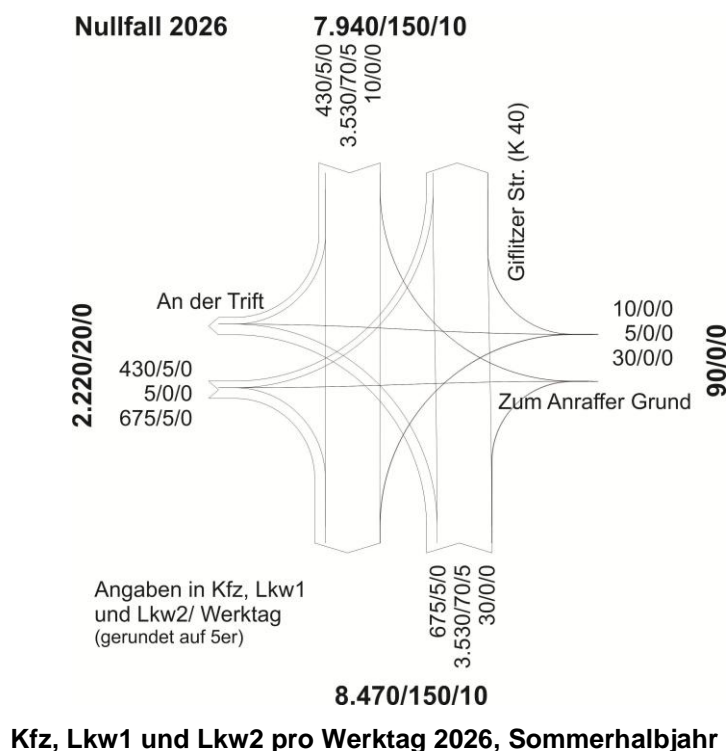 Nullfall 2026
7.940/150/10
430/5/0
3.530/70/5
10/0/0
Giflitzer Str. (K 40)
An der Trift
2.220/20/0
430/5/0
5/0/0
675/5/0
10/0/0
5/0/0
30/0/0
90/0/0
Zum Anraffer Grund
675/5/0
3.530/70/5
30/0/0
Angaben in Kfz, Lkw1
und Lkw2/ Werktag
(gerundet auf 5er)
8.470/150/10
Kfz, Lkw1 und Lkw2 pro Werktag 2026, Sommerhalbjahr